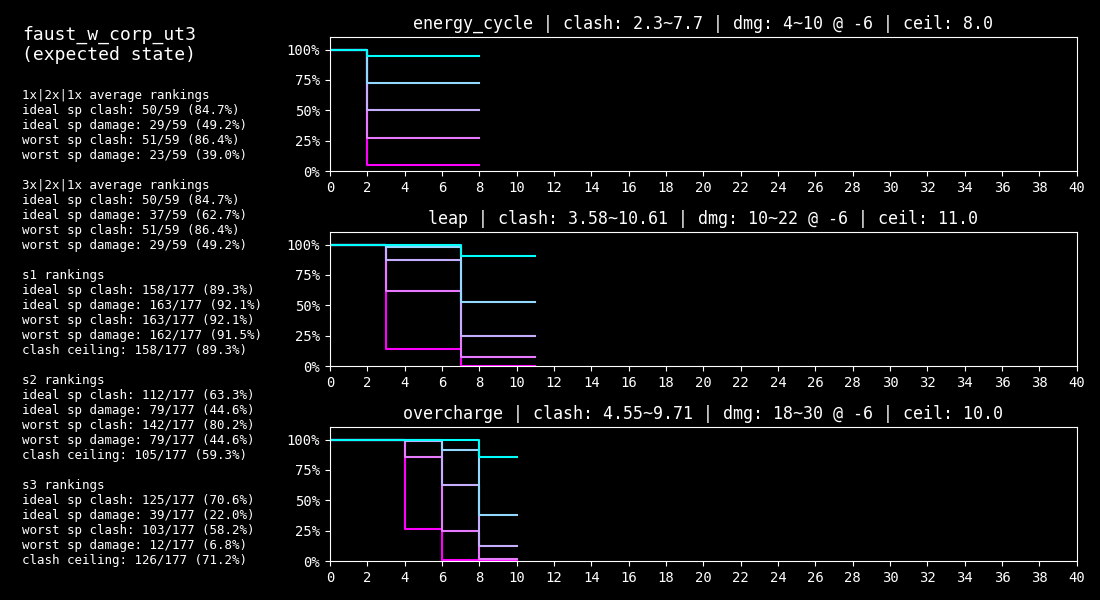 faust_w_corp_ut3
(expected state)
1x|2x|1x average rankings
ideal sp clash: 50/59 (84.7%)
ideal sp damage: 29/59 (49.2%)
worst sp clash: 51/59 (86.4%)
worst sp damage: 23/59 (39.0%)
3x|2x|1x average rankings
ideal sp clash: 50/59 (84.7%)
ideal sp damage: 37/59 (62.7%)
worst sp clash: 51/59 (86.4%)
worst sp damage: 29/59 (49.2%)
s1 rankings
ideal sp clash: 158/177 (89.3%)
ideal sp damage: 163/177 (92.1%)
worst sp clash: 163/177 (92.1%)
worst sp damage: 162/177 (91.5%)
clash ceiling: 158/177 (89.3%)
s2 rankings
ideal sp clash: 112/177 (63.3%)
ideal sp damage: 79/177 (44.6%)
worst sp clash: 142/177 (80.2%)
worst sp damage: 79/177 (44.6%)
clash ceiling: 105/177 (59.3%)
s3 rankings
ideal sp clash: 125/177 (70.6%)
ideal sp damage: 39/177 (22.0%)
worst sp clash: 103/177 (58.2%)
worst sp damage: 12/177 (6.8%)
clash ceiling: 126/177 (71.2%)
energy_cycle | clash: 2.3~7.7 | dmg: 4~10 @ -6 | ceil: 8.0
100%
75%
50%
25%
0%
0 2 4 6 8 10 12 14 16 18 20 22 24 26 28 30 32 34 36 38 40
leap | clash: 3.58~10.61 | dmg: 10~22 @ -6 | ceil: 11.0
100%
75%
50%
25%
0%
0 2 4 6 8 10 12 14 16 18 20 22 24 26 28 30 32 34 36 38 40
overcharge | clash: 4.55~9.71 | dmg: 18~30 @ -6 | ceil: 10.0
100%
75%
50%
25%
0%
0 2 4 6 8 10 12 14 16 18 20 22 24 26 28 30 32 34 36 38 40